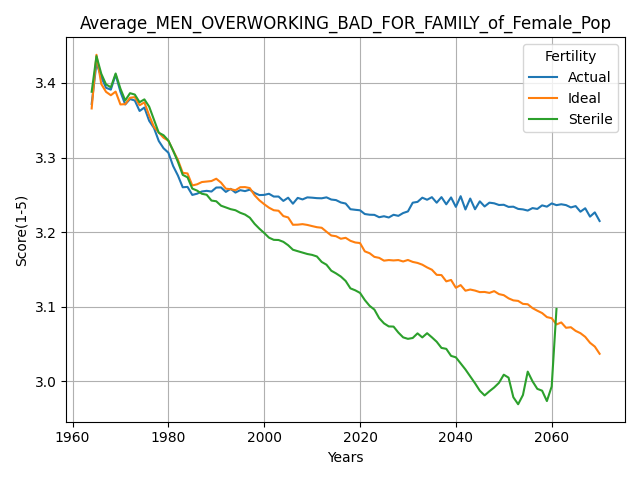 Average_MEN_OVERWORKING_BAD_FOR_FAMILY_of_Female_Pop
Fertility
Actual
Ideal
Sterile
Score(1-5)
3.4
3.3
3.2
3.1
3.0
1960 1980 2000 2020 2040 2060
Years